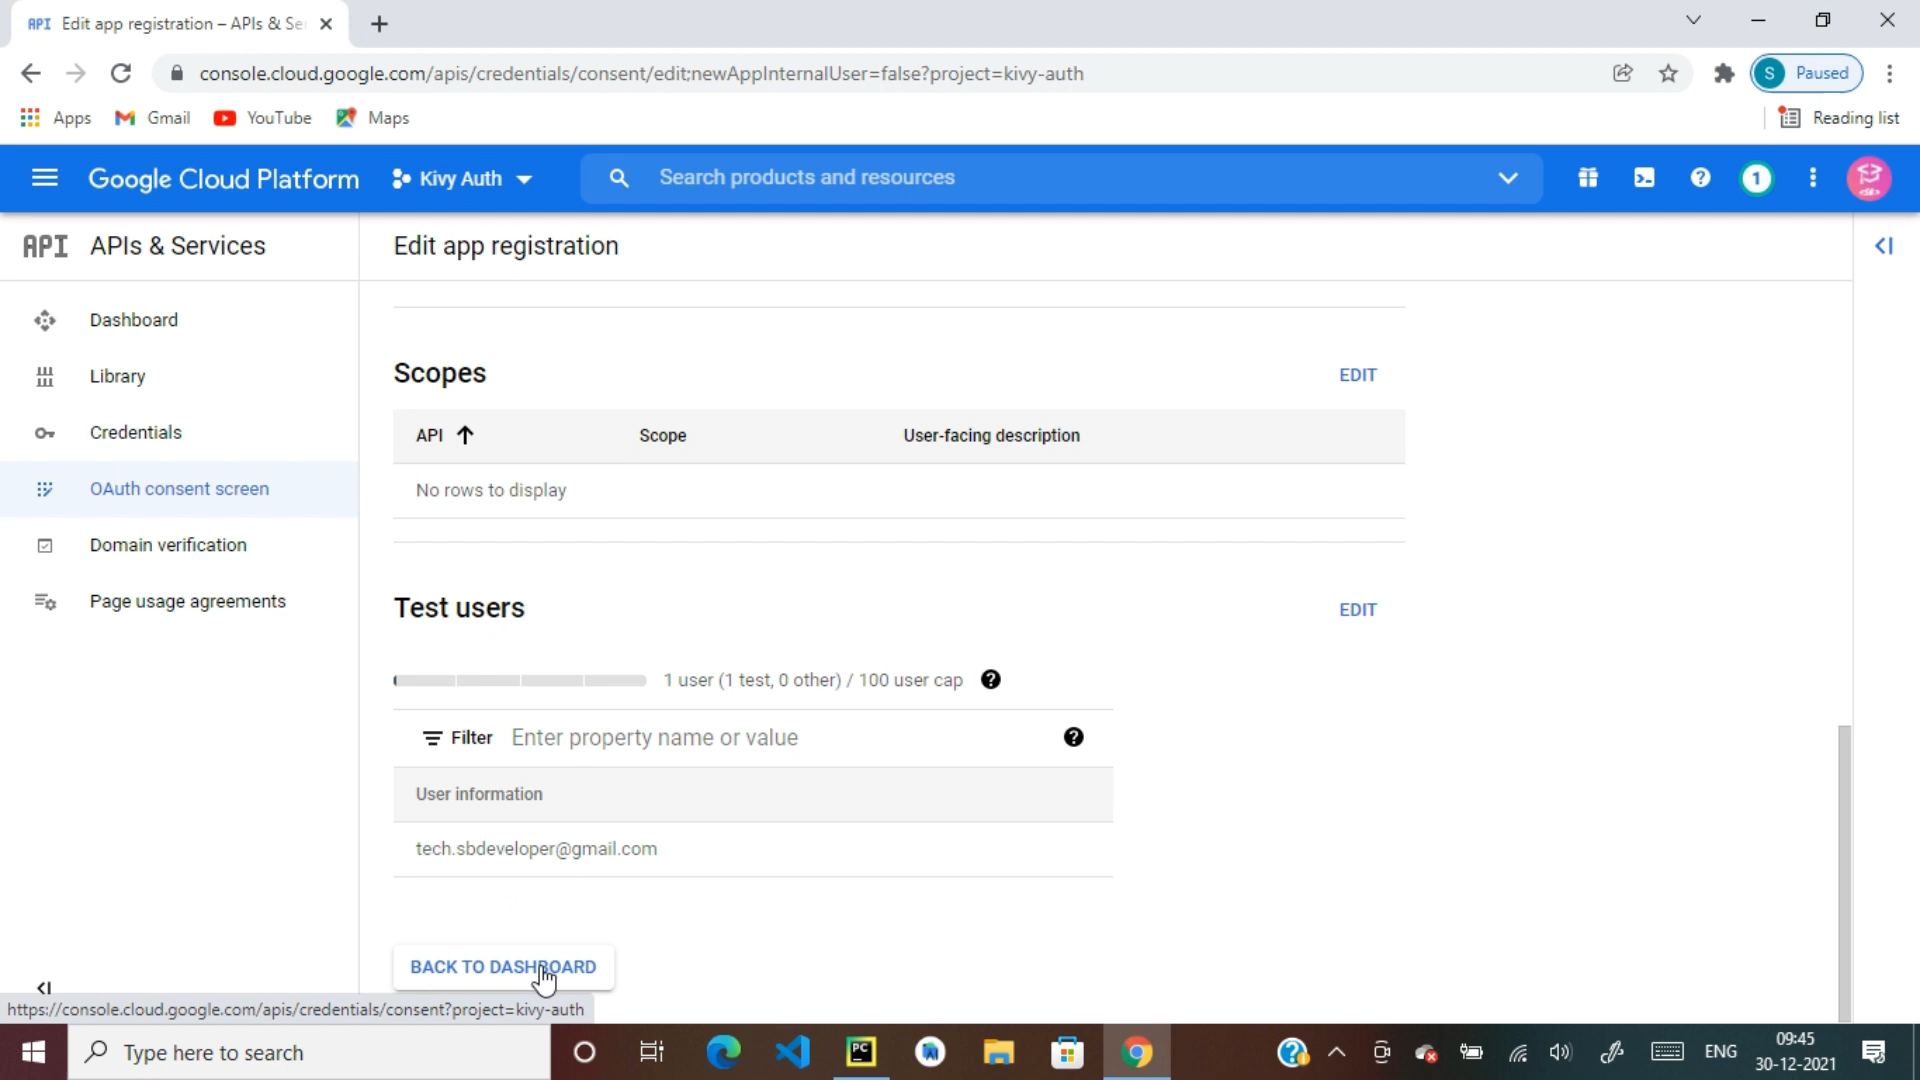 API Edit app registration – APIs & Se
console.cloud.google.com/apis/credentials/consent/edit;newAppInternalUser=false?project=kivy-auth
S Paused
Apps Gmail YouTube Maps Reading list
Google Cloud Platform Kivy Auth Search products and resources 1
API APIs & Services Edit app registration
Dashboard
Library
Credentials
OAuth consent screen
Domain verification
Page usage agreements
Scopes EDIT
API Scope User-facing description
No rows to display
Test users EDIT
1 user (1 test, 0 other) / 100 user cap
Filter Enter property name or value
User information
tech.sbdeveloper@gmail.com
BACK TO DASHBOARD
https://console.cloud.google.com/apis/credentials/consent?project=kivy-auth
Type here to search PC ENG 09:45
30-12-2021